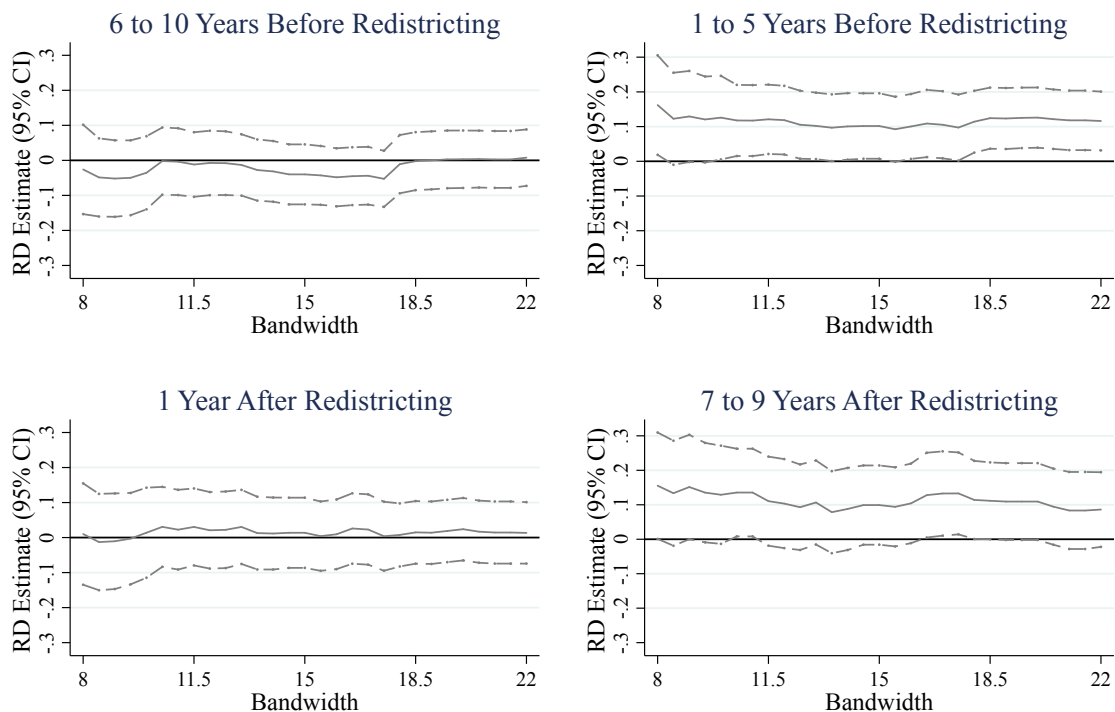 6 to 10 Years Before Redistricting
RD Estimate (95% CI)
.3
.2
.1
0
-.1
-.2
-.3
8 11.5 15 18.5 22
Bandwidth
1 to 5 Years Before Redistricting
RD Estimate (95% CI)
.3
.2
.1
0
-.1
-.2
-.3
8 11.5 15 18.5 22
Bandwidth
1 Year After Redistricting
RD Estimate (95% CI)
.3
.2
.1
0
-.1
-.2
-.3
8 11.5 15 18.5 22
Bandwidth
7 to 9 Years After Redistricting
RD Estimate (95% CI)
.3
.2
.1
0
-.1
-.2
-.3
8 11.5 15 18.5 22
Bandwidth